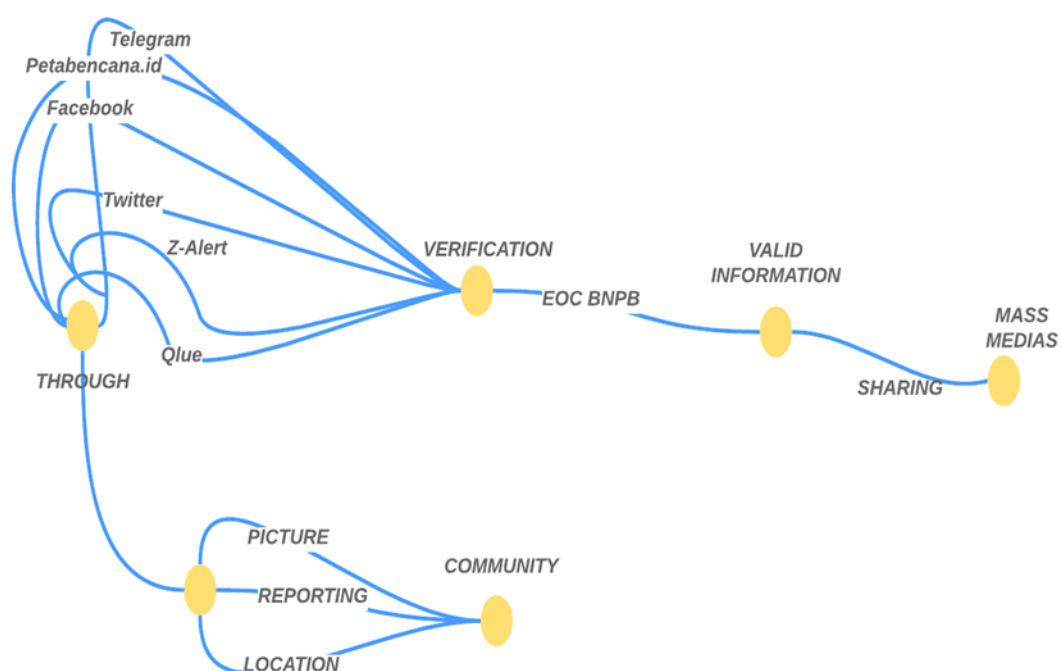 Telegram
Petabencana.id
Facebook
Twitter
Z-Alert
Qlue
THROUGH
VERIFICATION
EOC BNPB
VALID
INFORMATION
MASS
MEDIAS
SHARING
PICTURE
REPORTING
LOCATION
COMMUNITY